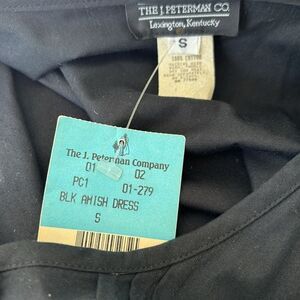 THE J. PETERMAN CO.
Lexington, Kentucky
S
100% COTTON
The J. Peterman Company
01 02
PC1 01-279
BLK AMISH DRESS
S